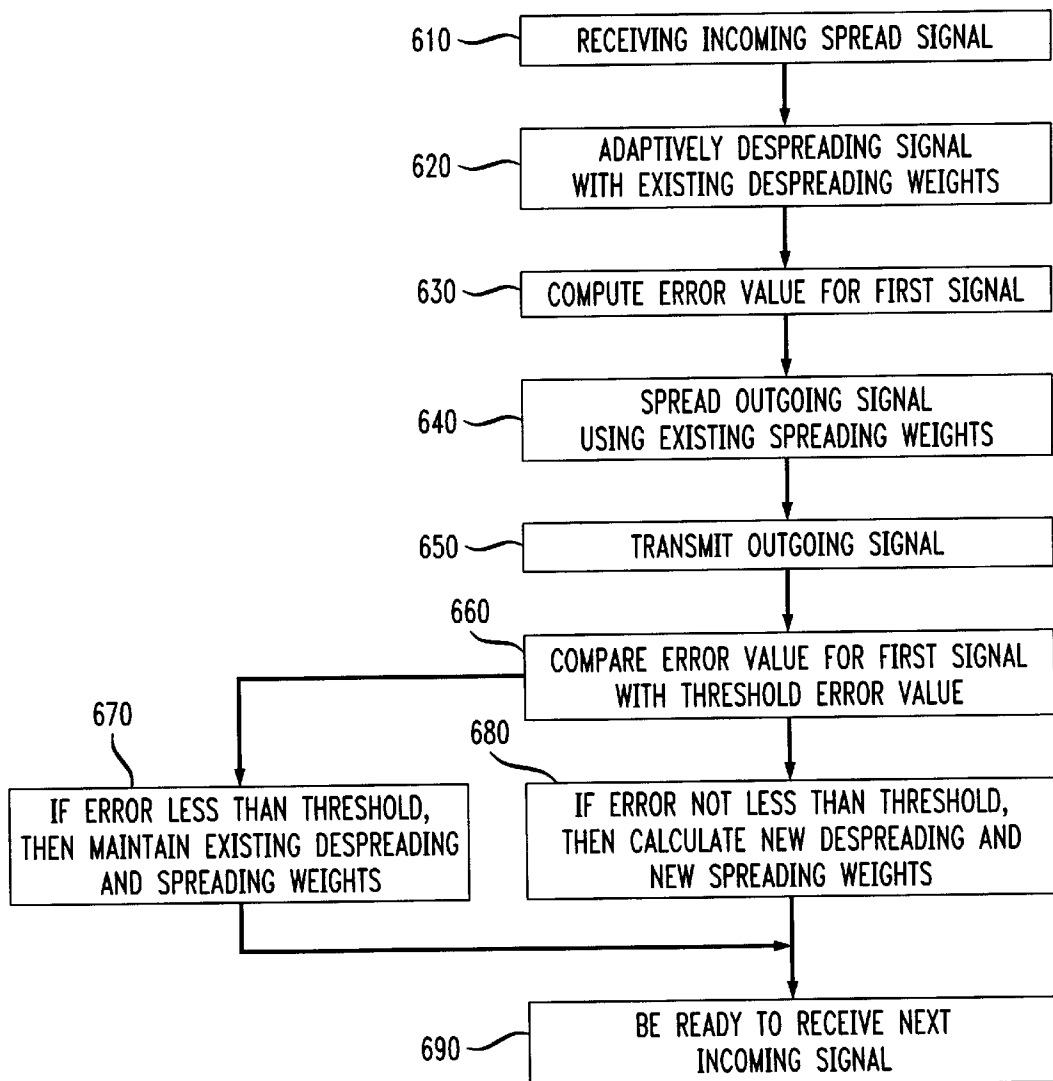 610
RECEIVING INCOMING SPREAD SIGNAL
620
ADAPTIVELY DESPREADING SIGNAL
WITH EXISTING DESPREADING WEIGHTS
630
COMPUTE ERROR VALUE FOR FIRST SIGNAL
640
SPREAD OUTGOING SIGNAL
USING EXISTING SPREADING WEIGHTS
650
TRANSMIT OUTGOING SIGNAL
660
COMPARE ERROR VALUE FOR FIRST SIGNAL
WITH THRESHOLD ERROR VALUE
670
IF ERROR LESS THAN THRESHOLD,
THEN MAINTAIN EXISTING DESPREADING
AND SPREADING WEIGHTS
680
IF ERROR NOT LESS THAN THRESHOLD,
THEN CALCULATE NEW DESPREADING AND
NEW SPREADING WEIGHTS
690
BE READY TO RECEIVE NEXT
INCOMING SIGNAL